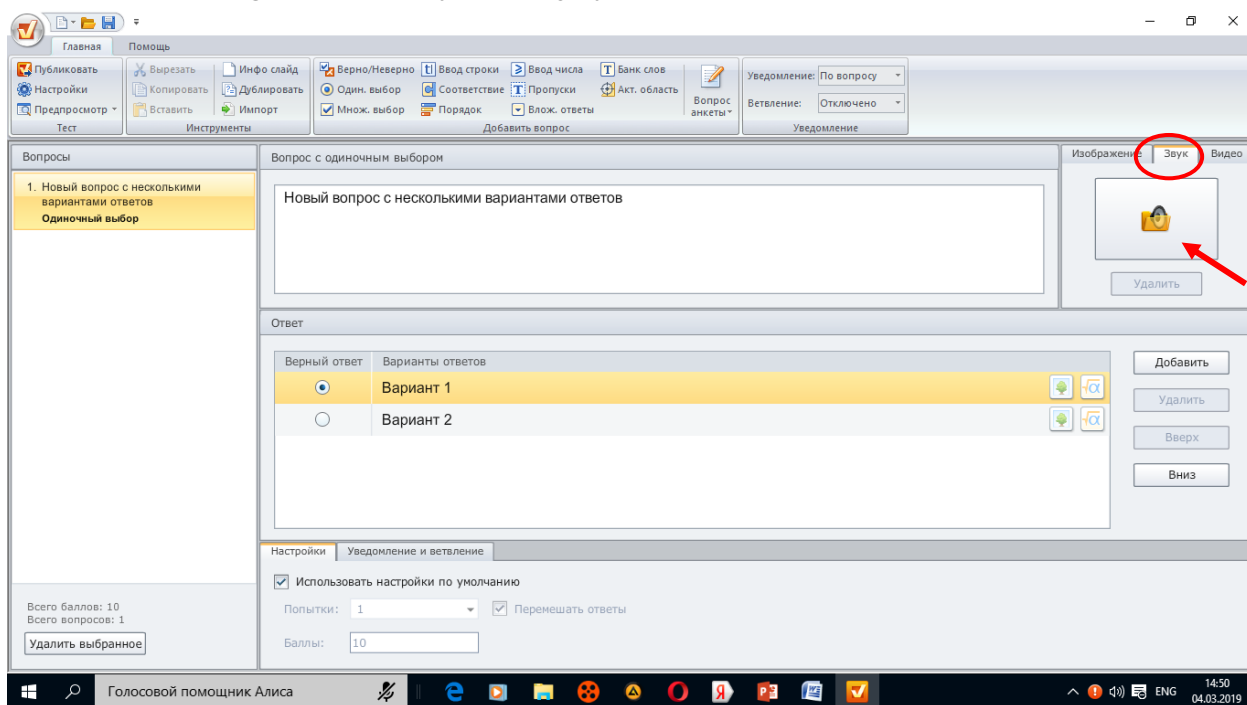 Главная Помощь
Публиковать Вырезать Инфо слайд Верно/Неверно Ввод строки Ввод числа Банк слов
Настройки Копировать Дублировать Один. выбор Соответствие Пропуски Акт. область
Предпросмотр Вставить Импорт Множ. выбор Порядок Влож. ответы
Вопрос анкеты
Уведомление: По вопросу
Ветвление: Отключено
Тест Инструменты Добавить вопрос Уведомление
Вопросы Вопрос с одиночным выбором Изображение Звук Видео
1. Новый вопрос с несколькими
вариантами ответов
Одиночный выбор
Новый вопрос с несколькими вариантами ответов
Удалить
Ответ
Верный ответ Варианты ответов
Вариант 1
Вариант 2
Добавить
Удалить
Вверх
Вниз
Настройки Уведомление и ветвление
Использовать настройки по умолчанию
Попытки: 1 Перемешать ответы
Баллы: 10
Всего баллов: 10
Всего вопросов: 1
Удалить выбранное
Голосовой помощник Алиса ENG 14:50
04.03.2019